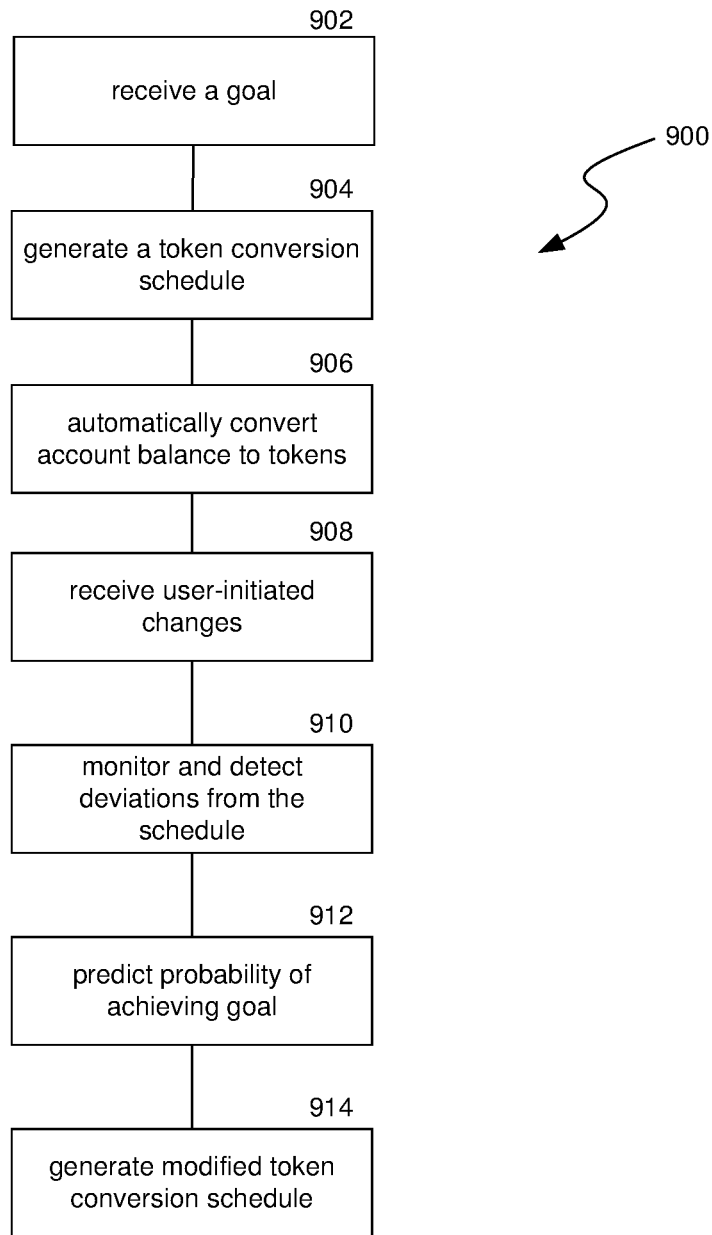 902
receive a goal
900
904
generate a token conversion
schedule
906
automatically convert
account balance to tokens
908
receive user-initiated
changes
910
monitor and detect
deviations from the
schedule
912
predict probability of
achieving goal
914
generate modified token
conversion schedule